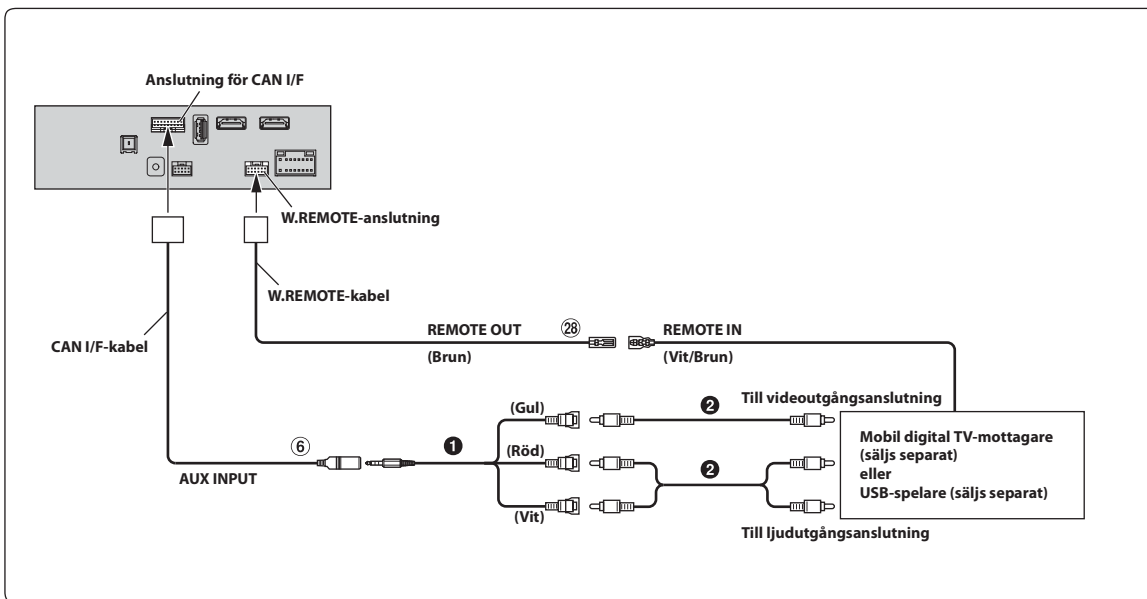 Anslutning för CAN I/F
W.REMOTE-anslutning
W.REMOTE-kabel
CAN I/F-kabel
REMOTE OUT
(Brun)
㉘
REMOTE IN
(Vit/Brun)
Till videoutgångsanslutning
(Gul)
❷
⑥
AUX INPUT
❶
(Röd)
❷
(Vit)
Mobil digital TV-mottagare
(säljs separat)
eller
USB-spelare (säljs separat)
Till ljudutgångsanslutning